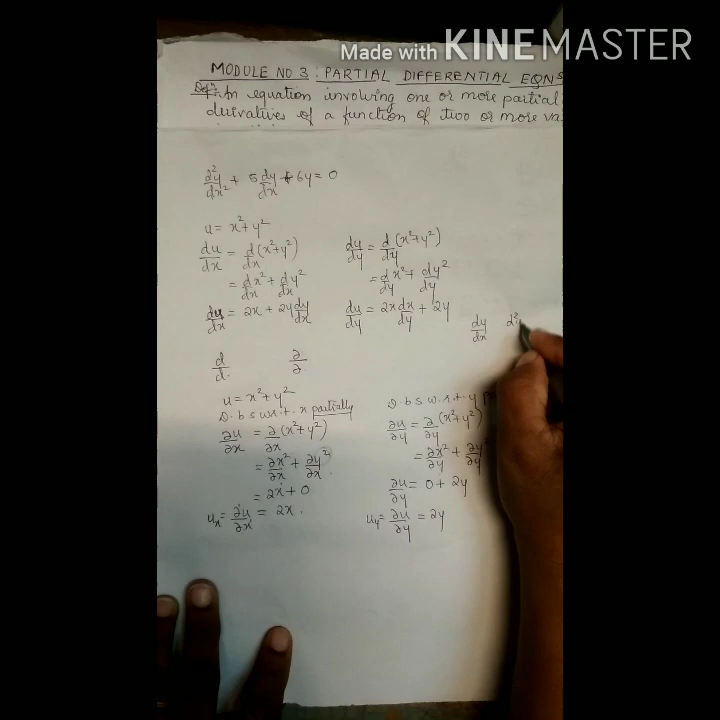 Made with KINEMASTER
MODULE NO 3 : PARTIAL DIFFERENTIAL EQNS
Defn: An equation involving one or more partial
derivatives of a function of two or more va
d²y/dx² + 5 dy/dx + 6y = 0
u = x² + y²
du/dx = d/dx (x² + y²)
= d/dx x² + d/dx y²
du/dx = 2x + 2y dy/dx
du/dy = d/dy (x² + y²)
= d/dy x² + dy²/dy
du/dy = 2x dx/dy + 2y
dy/dx d²y
d/d. ∂/∂.
u = x² + y²
D. b s w.r.t. x partially
∂u/∂x = ∂/∂x (x² + y²)
= ∂x²/∂x + ∂y²/∂x
= 2x + 0
uₓ = ∂u/∂x = 2x .
D. b s w.r.t. y
∂u/∂y = ∂/∂y (x² + y²)
= ∂x²/∂y + ∂y²/∂y
∂u/∂y = 0 + 2y
u_y = ∂u/∂y = 2y